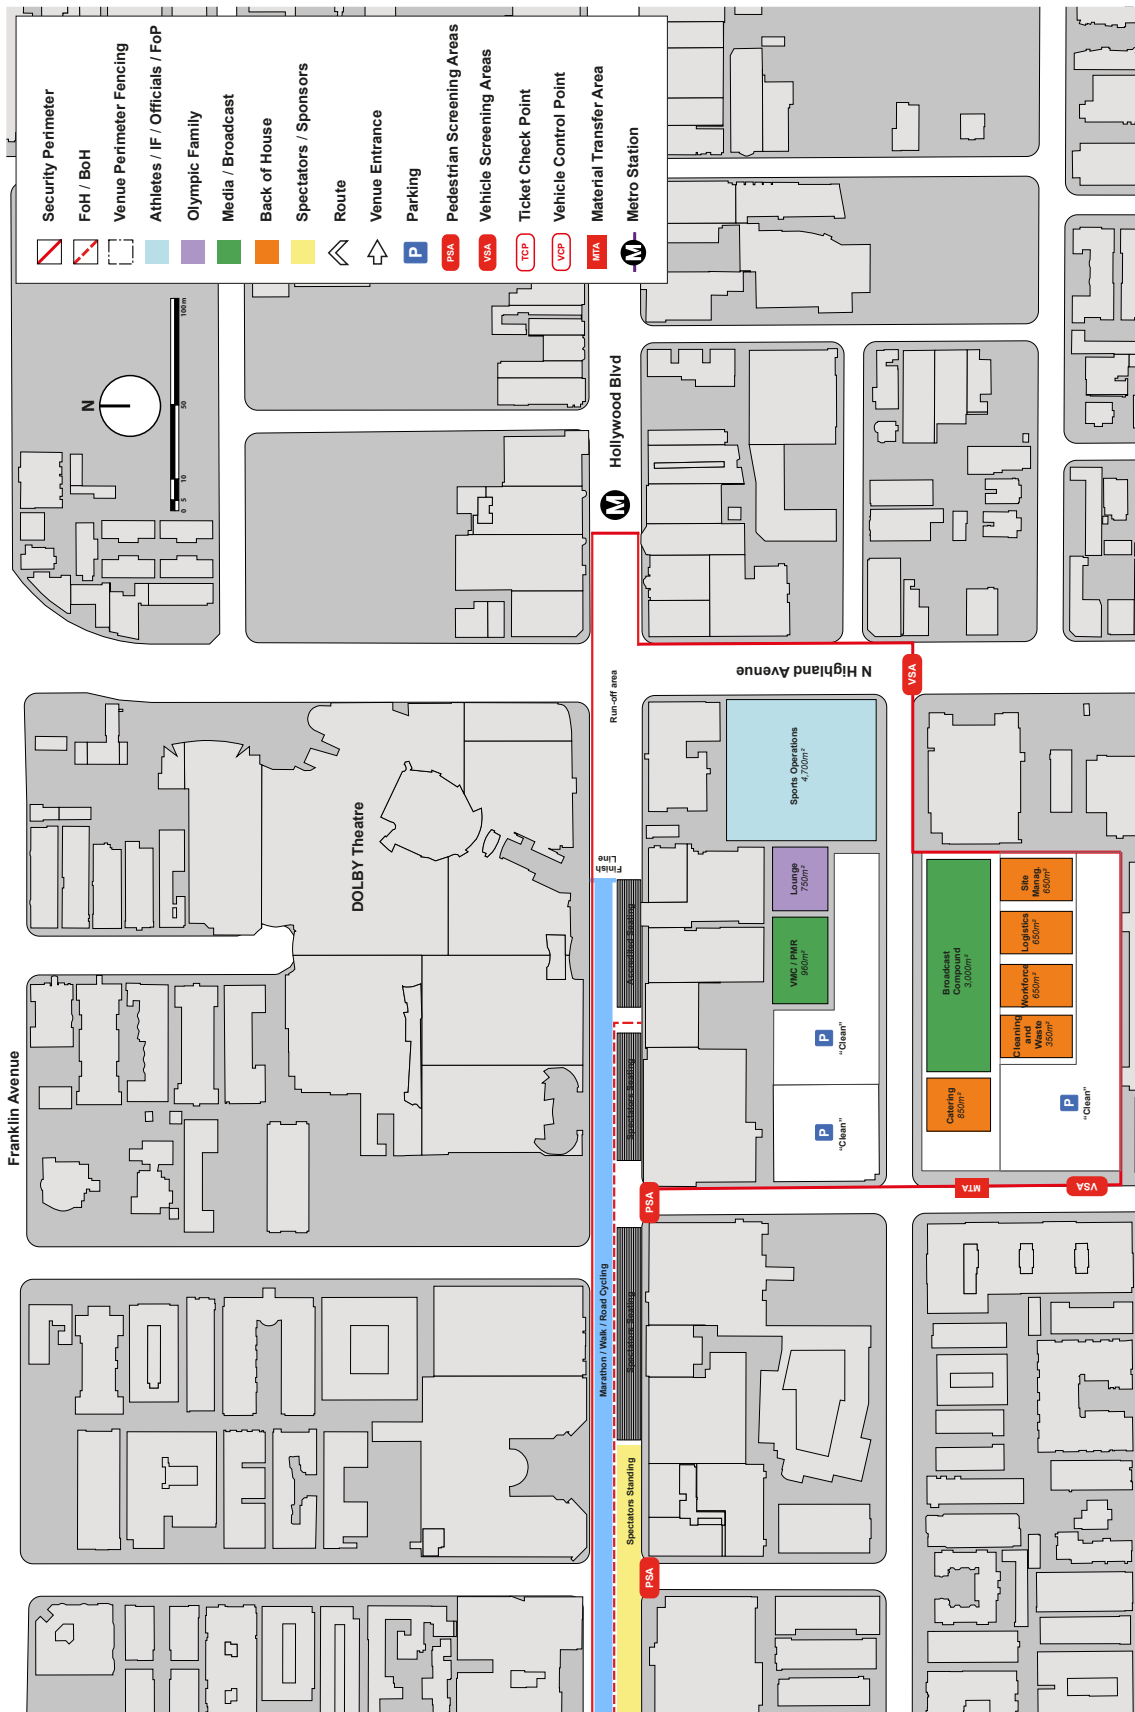 Security Perimeter
FoH / BoH
Venue Perimeter Fencing
Athletes / IF / Officials / FoP
Olympic Family
Media / Broadcast
Back of House
Spectators / Sponsors
Route
Venue Entrance
P
Parking
PSA
Pedestrian Screening Areas
VSA
Vehicle Screening Areas
TCP
Ticket Check Point
VCP
Vehicle Control Point
MTA
Material Transfer Area
M
Metro Station
N
0
5
10
50
100m
Franklin Avenue
DOLBY Theatre
Hollywood Blvd
M
N Highland Avenue
Run-off area
Finish
Line
Marathon / Walk / Road Cycling
Accredited Seating
Spectators Seating
Spectators Seating
Spectators Standing
PSA
PSA
Sports Operations
4,700m²
Lounge
750m²
VMC / PMR
960m²
P
"Clean"
P
"Clean"
VSA
Broadcast
Compound
3,000m²
Catering
850m²
Site
Manag.
650m²
Logistics
650m²
Workforce
650m²
Cleaning
and
Waste
350m²
P
"Clean"
MTA
VSA